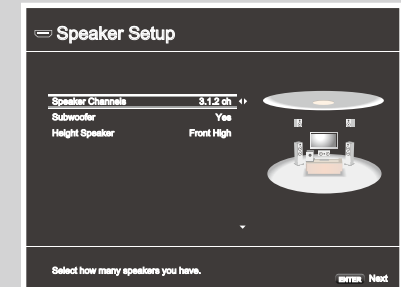 Speaker Setup
Speaker Channels 3.1.2 ch
Subwoofer Yes
Height Speaker Front High
Select how many speakers you have.
ENTER Next